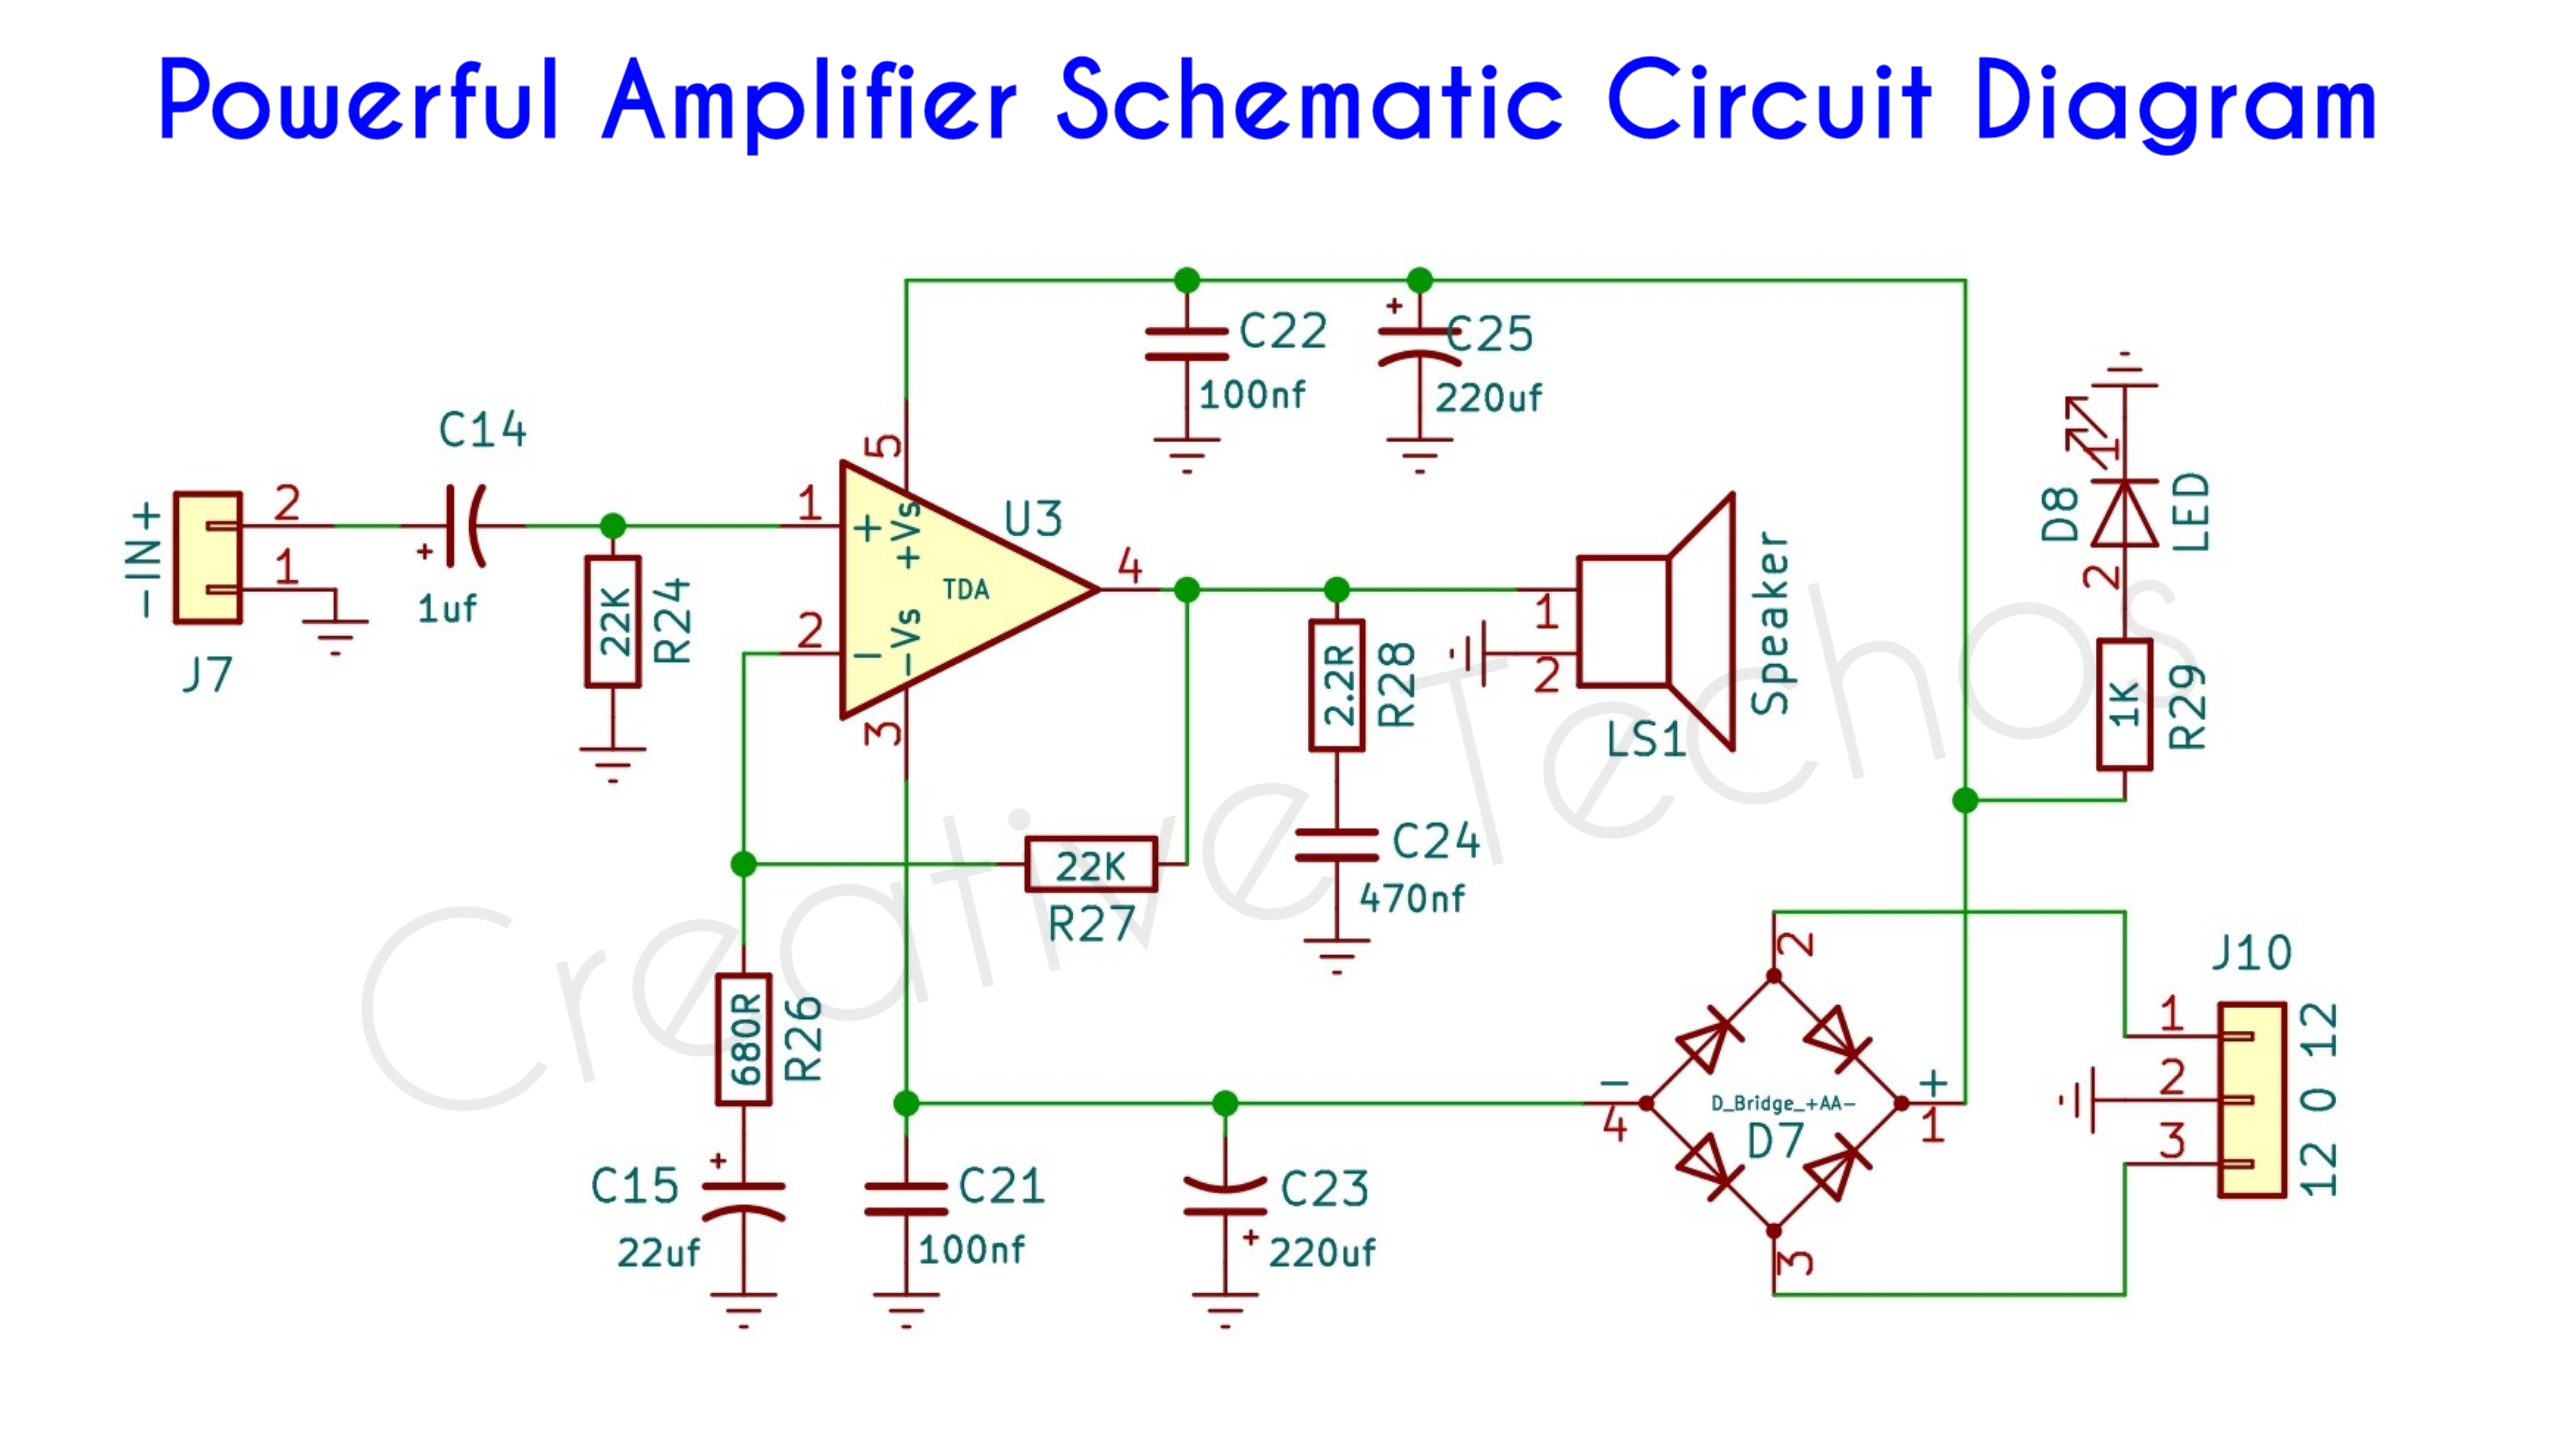 Powerful Amplifier Schematic Circuit Diagram
C22
100nf
+
C25
220uf
C14
+
1uf
-IN+
2
1
J7
22K
R24
5
1
2
3
4
+
-
+Vs
-Vs
TDA
U3
2.2R
R28
C24
470nf
1
2
LS1
Speaker
D8
LED
1
2
1K
R29
22K
R27
680R
R26
+
C15
22uf
C21
100nf
C23
+
220uf
-
4
2
D_Bridge_+AA-
D7
+
1
3
J10
1
2
3
12 0 12
Creative Techos